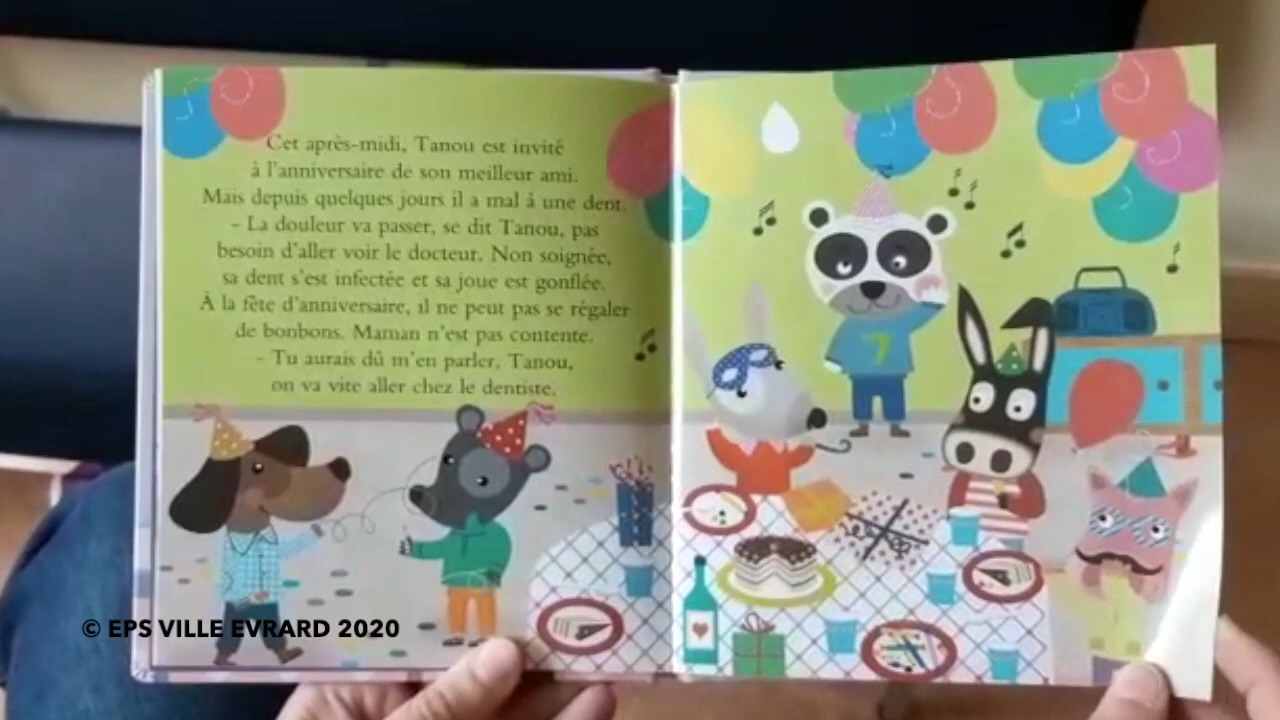 Cet après-midi, Tanou est invité
à l'anniversaire de son meilleur ami.
Mais depuis quelques jours il a mal à une dent.
- La douleur va passer, se dit Tanou, pas
besoin d'aller voir le docteur. Non soignée,
sa dent s'est infectée et sa joue est gonflée.
À la fête d'anniversaire, il ne peut pas se régaler
de bonbons. Maman n'est pas contente.
- Tu aurais dû m'en parler, Tanou,
on va vite aller chez le dentiste.
7
© EPS VILLE EVRARD 2020